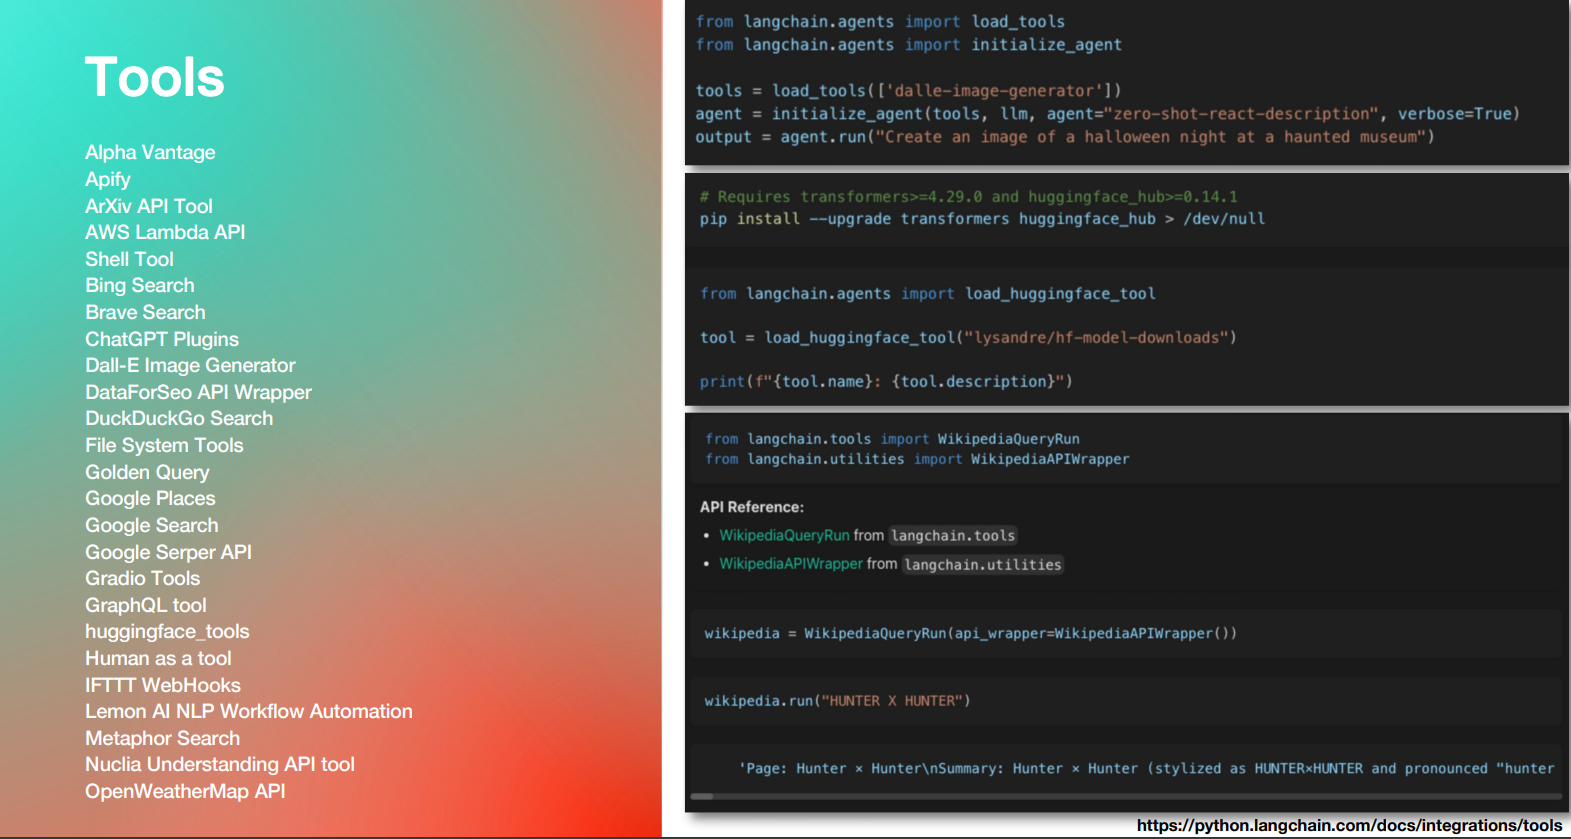 Tools
Alpha Vantage
Apify
ArXiv API Tool
AWS Lambda API
Shell Tool
Bing Search
Brave Search
ChatGPT Plugins
Dall-E Image Generator
DataForSeo API Wrapper
DuckDuckGo Search
File System Tools
Golden Query
Google Places
Google Search
Google Serper API
Gradio Tools
GraphQL tool
huggingface_tools
Human as a tool
IFTTT WebHooks
Lemon AI NLP Workflow Automation
Metaphor Search
Nuclia Understanding API tool
OpenWeatherMap API
from langchain.agents import load_tools
from langchain.agents import initialize_agent
tools = load_tools(['dalle-image-generator'])
agent = initialize_agent(tools, llm, agent="zero-shot-react-description", verbose=True)
output = agent.run("Create an image of a halloween night at a haunted museum")
# Requires transformers>=4.29.0 and huggingface_hub>=0.14.1
pip install --upgrade transformers huggingface_hub > /dev/null
from langchain.agents import load_huggingface_tool
tool = load_huggingface_tool("lysandre/hf-model-downloads")
print(f"{tool.name}: {tool.description}")
from langchain.tools import WikipediaQueryRun
from langchain.utilities import WikipediaAPIWrapper
API Reference:
• WikipediaQueryRun from langchain.tools
• WikipediaAPIWrapper from langchain.utilities
wikipedia = WikipediaQueryRun(api_wrapper=WikipediaAPIWrapper())
wikipedia.run("HUNTER X HUNTER")
'Page: Hunter × Hunter\nSummary: Hunter × Hunter (stylized as HUNTER×HUNTER and pronounced "hunter
https://python.langchain.com/docs/integrations/tools